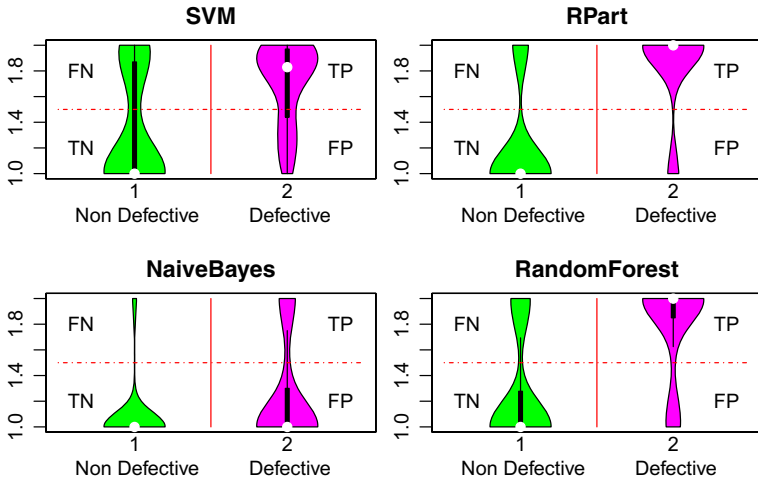 SVM
FN TP
TN FP
1.0 1.4 1.8
1 2
Non Defective Defective
RPart
FN TP
TN FP
1.0 1.4 1.8
1 2
Non Defective Defective
NaiveBayes
FN TP
TN FP
1.0 1.4 1.8
1 2
Non Defective Defective
RandomForest
FN TP
TN FP
1.0 1.4 1.8
1 2
Non Defective Defective